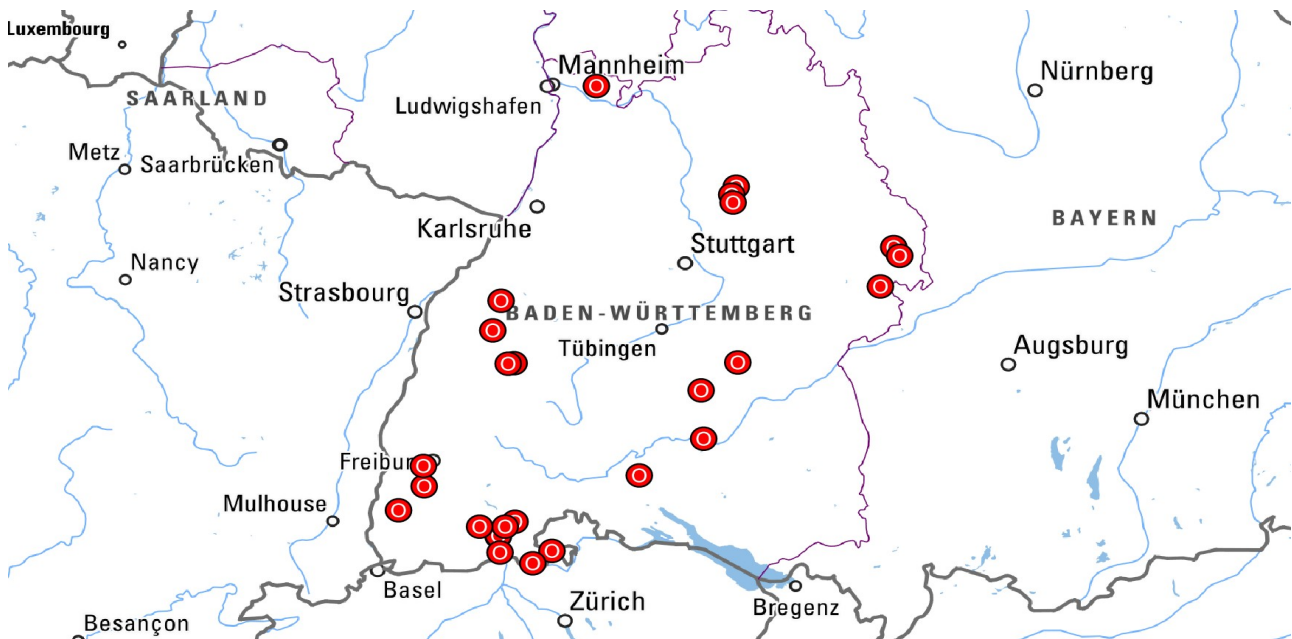 Luxembourg
Mannheim
Nürnberg
SAARLAND
Ludwigshafen
Metz
Saarbrücken
Karlsruhe
BAYERN
Stuttgart
Nancy
Strasbourg
BADEN-WÜRTTEMBERG
Tübingen
Augsburg
München
Freibur
Mulhouse
Basel
Zürich
Bregenz
Besançon